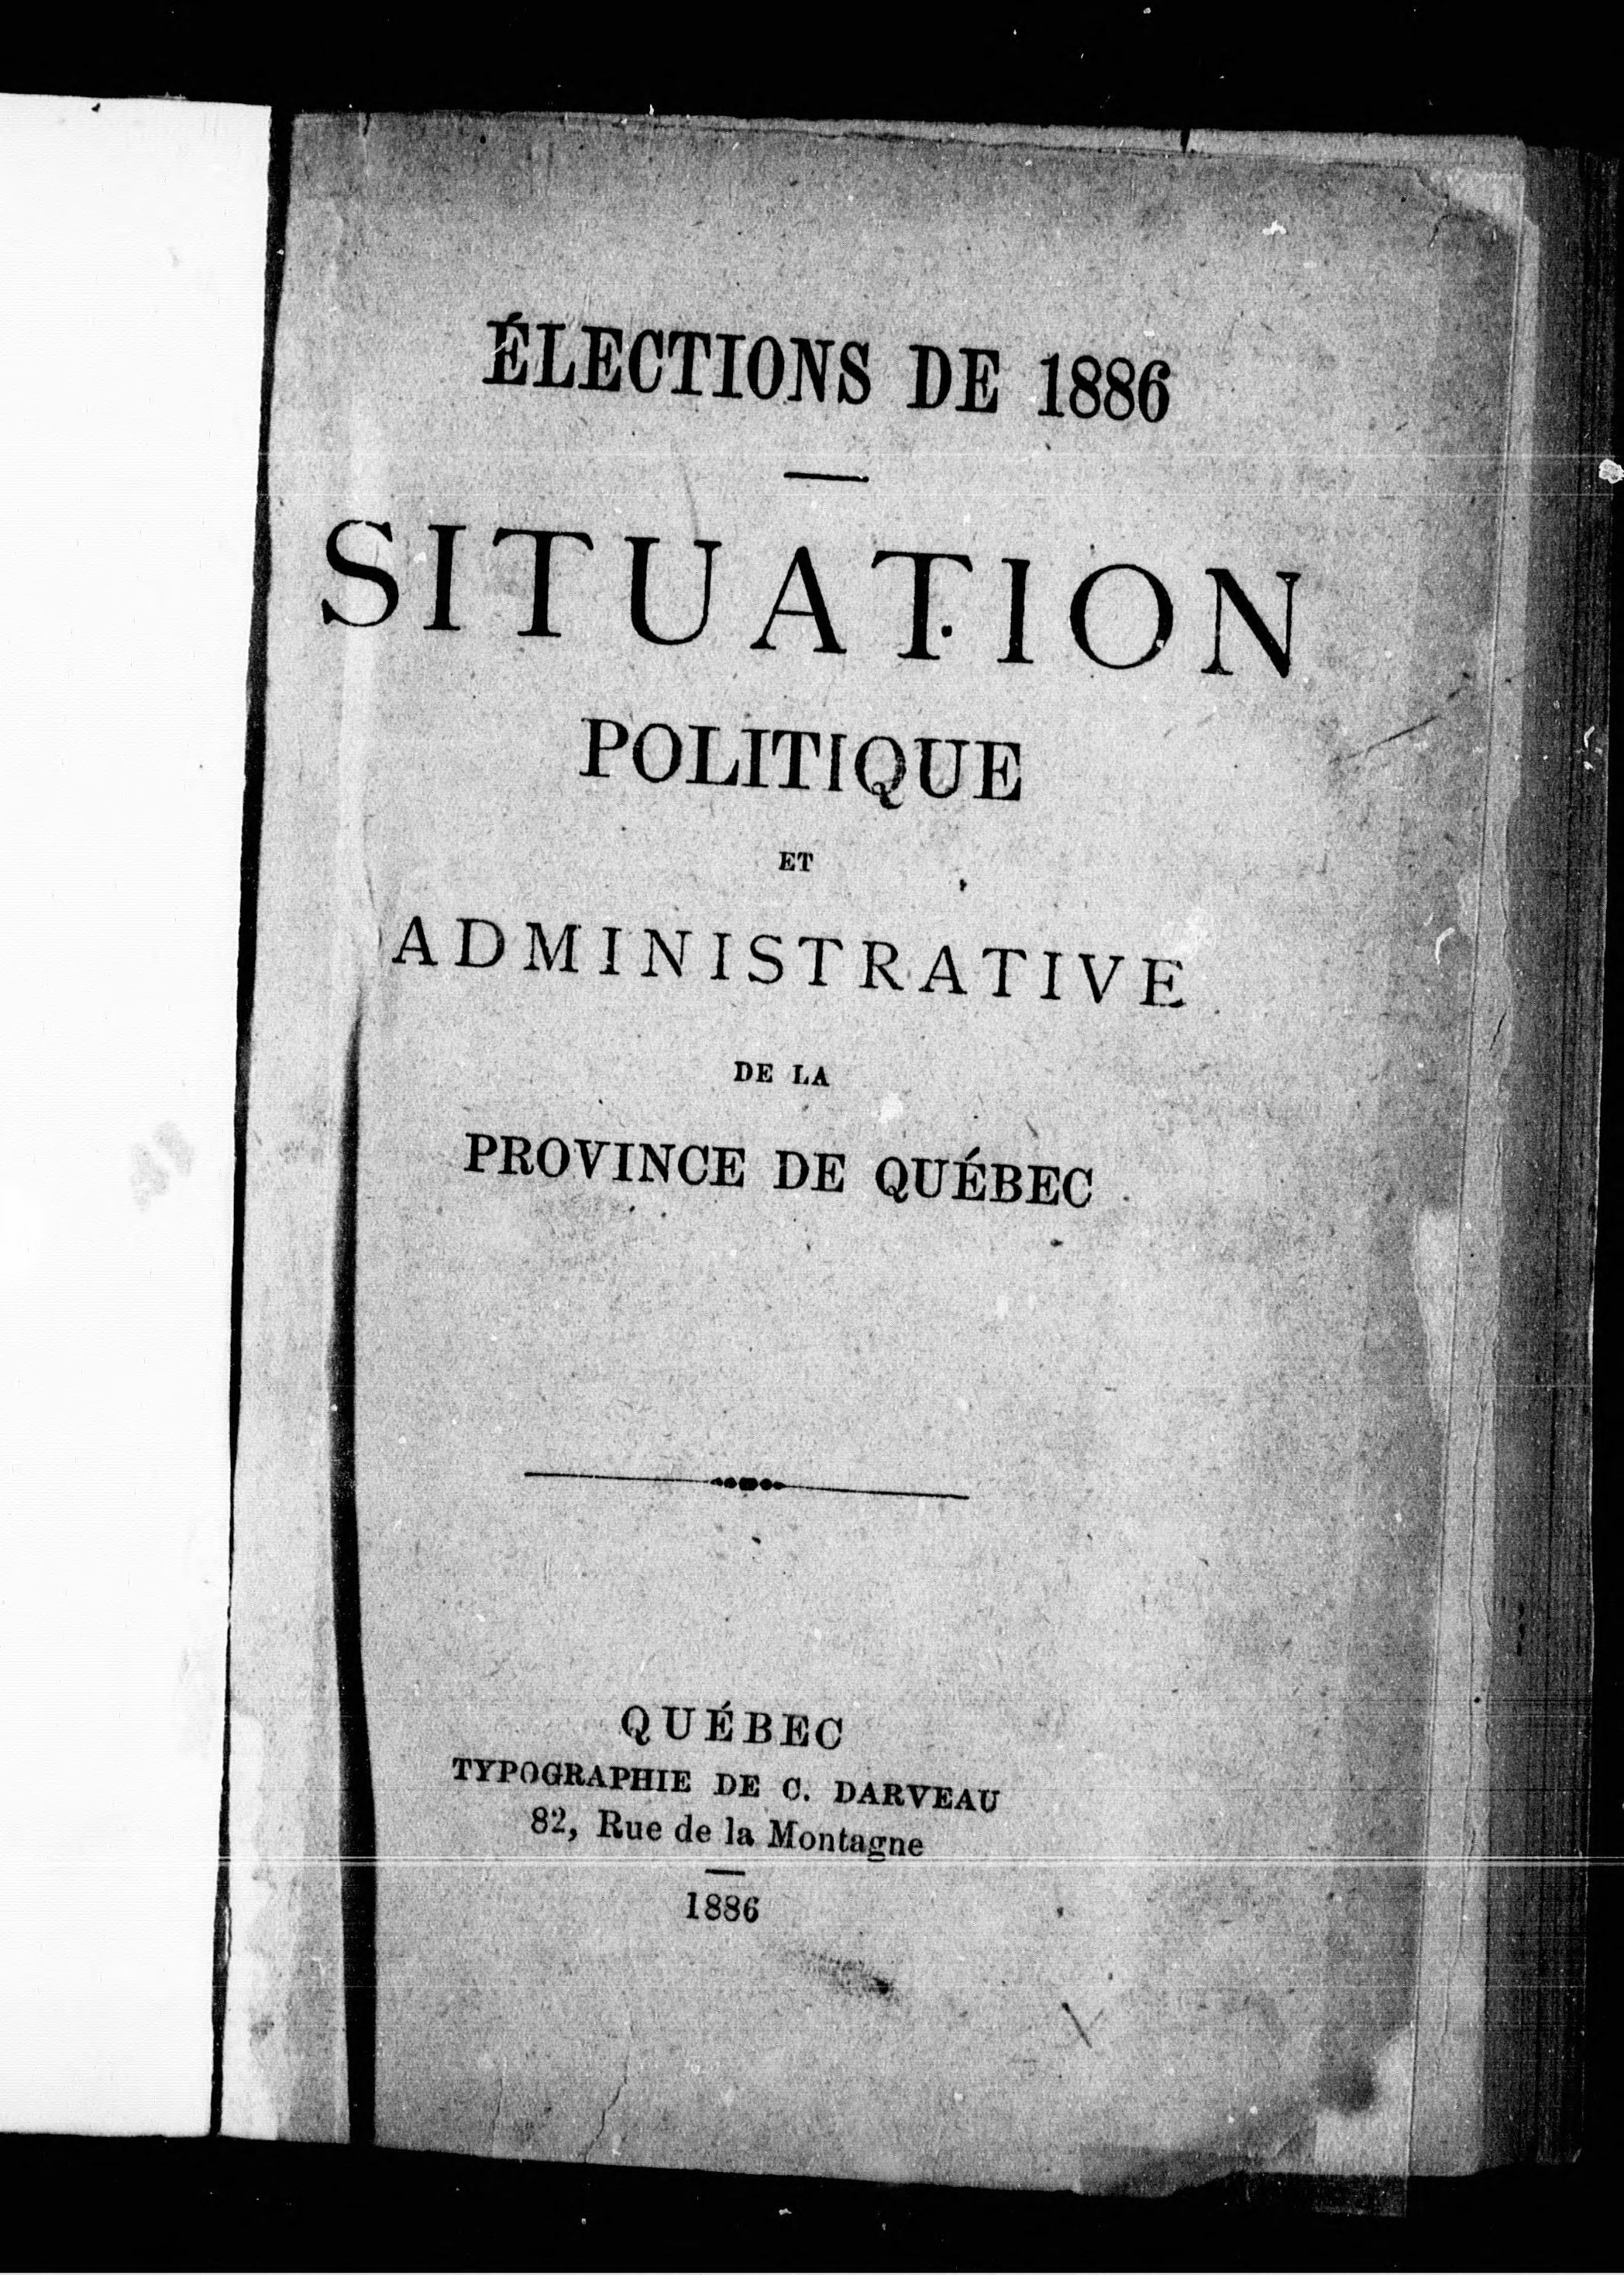 ÉLECTIONS DE 1886
SITUATION
POLITIQUE
ET
ADMINISTRATIVE
DE LA
PROVINCE DE QUÉBEC
QUÉBEC
TYPOGRAPHIE DE C. DARVEAU
82, Rue de la Montagne
1886